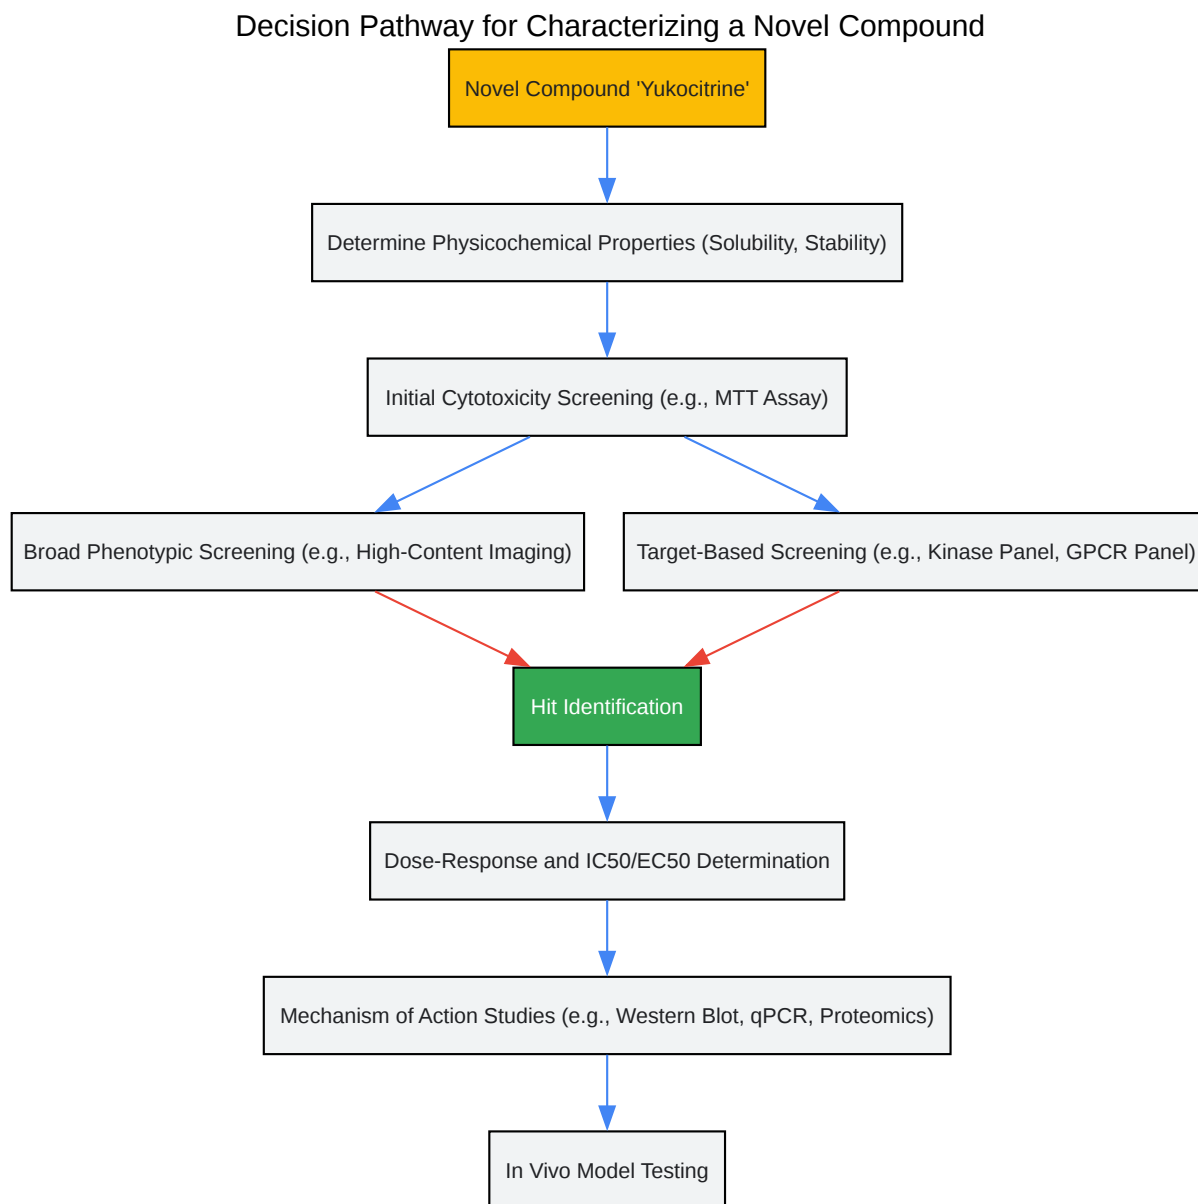 Decision Pathway for Characterizing a Novel Compound
Novel Compound 'Yukocitrine'
Determine Physicochemical Properties (Solubility, Stability)
Initial Cytotoxicity Screening (e.g., MTT Assay)
Broad Phenotypic Screening (e.g., High-Content Imaging)
Target-Based Screening (e.g., Kinase Panel, GPCR Panel)
Hit Identification
Dose-Response and IC50/EC50 Determination
Mechanism of Action Studies (e.g., Western Blot, qPCR, Proteomics)
In Vivo Model Testing